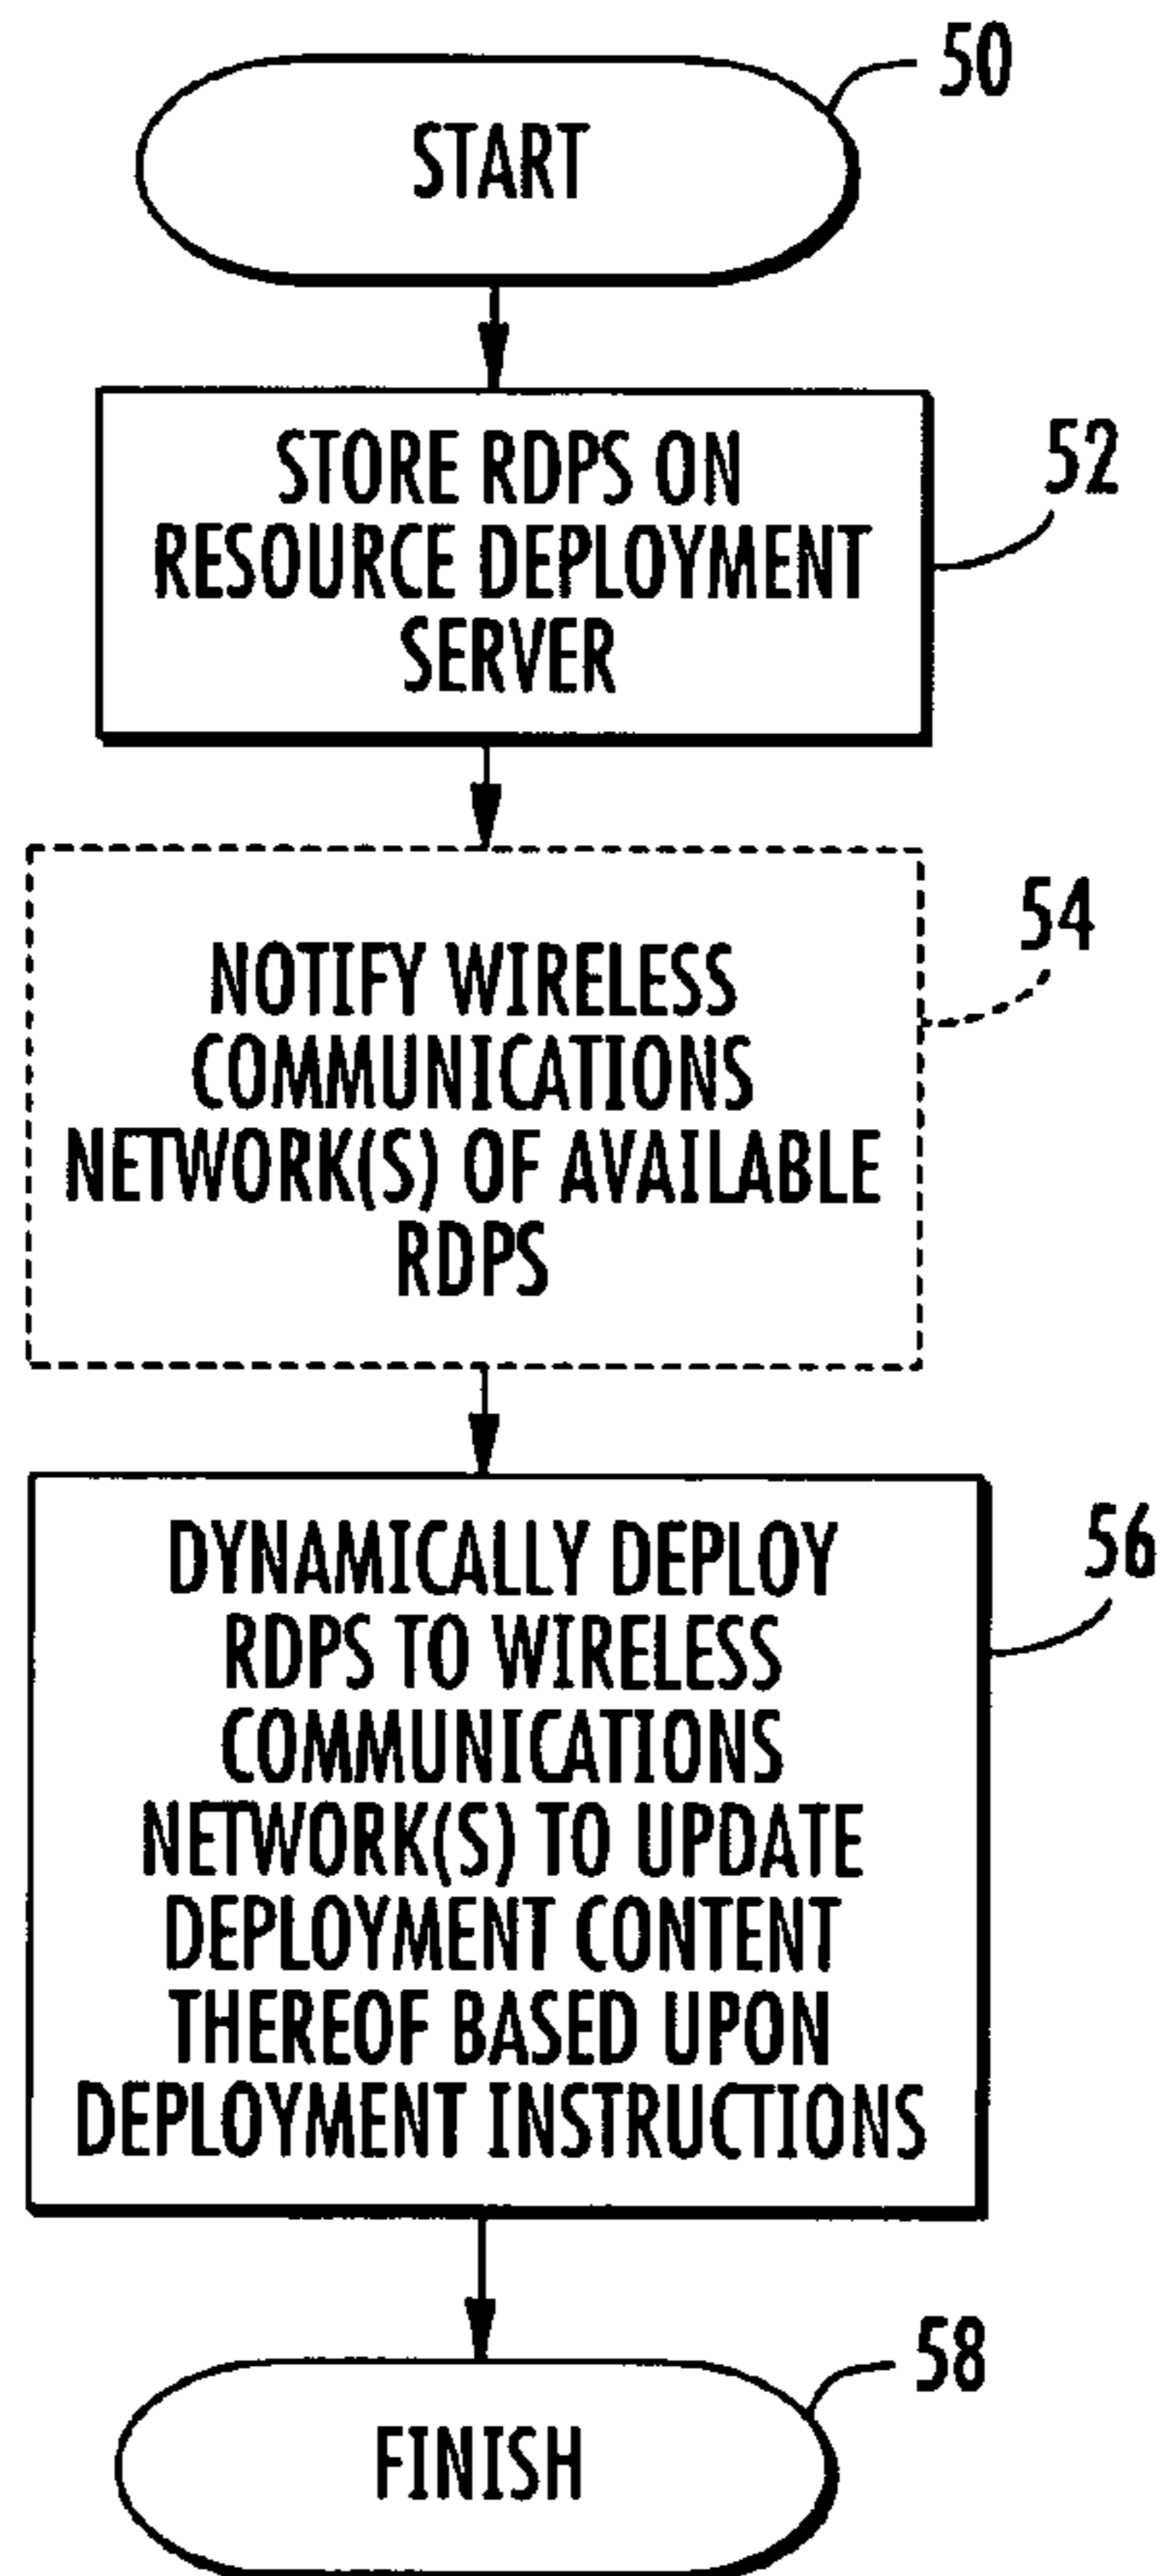 50
START
52
STORE RDPS ON
RESOURCE DEPLOYMENT
SERVER
54
NOTIFY WIRELESS
COMMUNICATIONS
NETWORK(S) OF AVAILABLE
RDPS
56
DYNAMICALLY DEPLOY
RDPS TO WIRELESS
COMMUNICATIONS
NETWORK(S) TO UPDATE
DEPLOYMENT CONTENT
THEREOF BASED UPON
DEPLOYMENT INSTRUCTIONS
58
FINISH